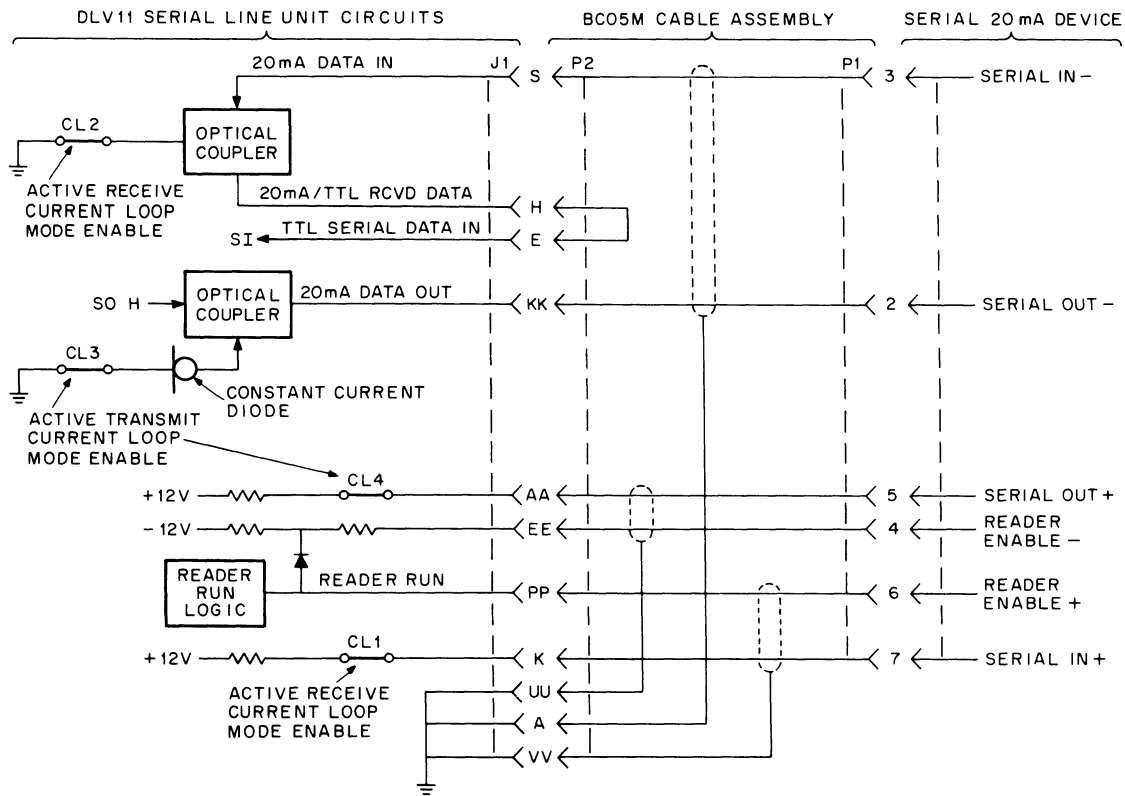 DLV11 SERIAL LINE UNIT CIRCUITS
BC05M CABLE ASSEMBLY
SERIAL 20mA DEVICE
20mA DATA IN
J1
S
P2
P1
3
SERIAL IN-
CL2
OPTICAL
COUPLER
ACTIVE RECEIVE
CURRENT LOOP
MODE ENABLE
20mA/TTL RCVD DATA
H
SI
TTL SERIAL DATA IN
E
SO H
OPTICAL
COUPLER
20mA DATA OUT
KK
2
SERIAL OUT-
CL3
CONSTANT CURRENT
DIODE
ACTIVE TRANSMIT
CURRENT LOOP
MODE ENABLE
+12V
CL4
AA
5
SERIAL OUT+
-12V
EE
4
READER
ENABLE-
READER
RUN
LOGIC
READER RUN
PP
6
READER
ENABLE+
+12V
CL1
K
7
SERIAL IN+
ACTIVE RECEIVE
CURRENT LOOP
MODE ENABLE
UU
A
VV